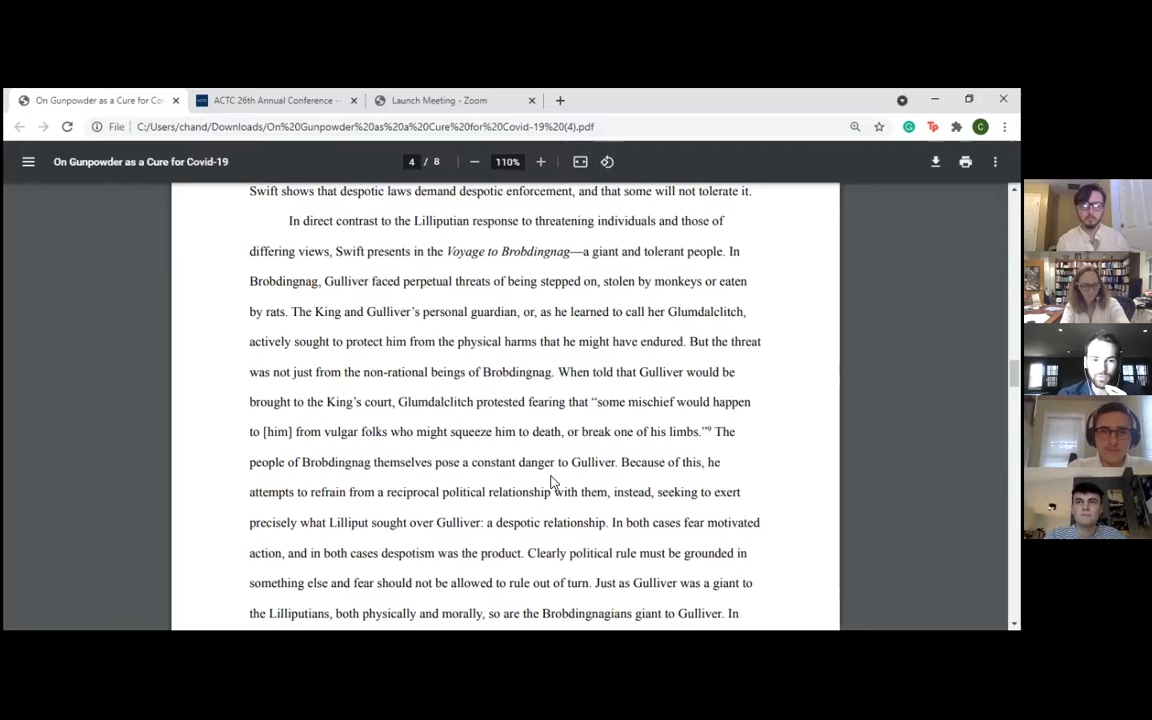 On Gunpowder as a Cure for Cov
ACTC 26th Annual Conference --
Launch Meeting - Zoom
File C:/Users/chand/Downloads/On%20Gunpowder%20as%20a%20Cure%20for%20Covid-19%20(4).pdf
On Gunpowder as a Cure for Covid-19 4 / 8 110%
Swift shows that despotic laws demand despotic enforcement, and that some will not tolerate it.
In direct contrast to the Lilliputian response to threatening individuals and those of
differing views, Swift presents in the Voyage to Brobdingnag—a giant and tolerant people. In
Brobdingnag, Gulliver faced perpetual threats of being stepped on, stolen by monkeys or eaten
by rats. The King and Gulliver's personal guardian, or, as he learned to call her Glumdalclitch,
actively sought to protect him from the physical harms that he might have endured. But the threat
was not just from the non-rational beings of Brobdingnag. When told that Gulliver would be
brought to the King's court, Glumdalclitch protested fearing that “some mischief would happen
to [him] from vulgar folks who might squeeze him to death, or break one of his limbs.”9 The
people of Brobdingnag themselves pose a constant danger to Gulliver. Because of this, he
attempts to refrain from a reciprocal political relationship with them, instead, seeking to exert
precisely what Lilliput sought over Gulliver: a despotic relationship. In both cases fear motivated
action, and in both cases despotism was the product. Clearly political rule must be grounded in
something else and fear should not be allowed to rule out of turn. Just as Gulliver was a giant to
the Lilliputians, both physically and morally, so are the Brobdingnagians giant to Gulliver. In